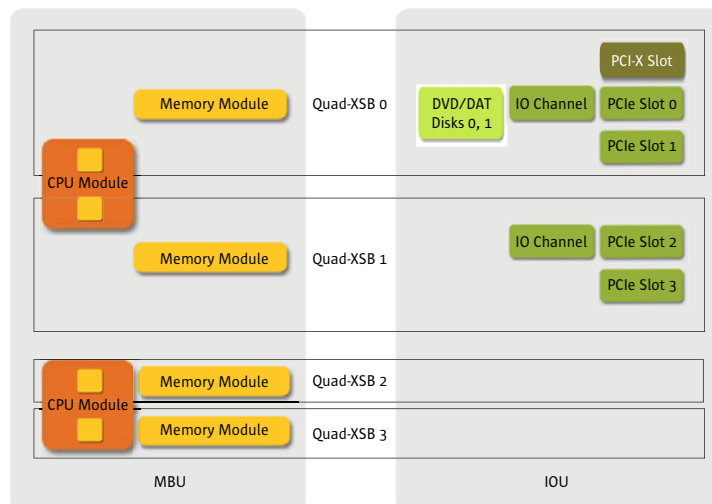 PCI-X Slot
Memory Module
Quad-XSB 0
DVD/DAT
Disks 0, 1
IO Channel
PCIe Slot 0
PCIe Slot 1
CPU Module
Memory Module
Quad-XSB 1
IO Channel
PCIe Slot 2
PCIe Slot 3
Memory Module
Quad-XSB 2
CPU Module
Memory Module
Quad-XSB 3
MBU
IOU